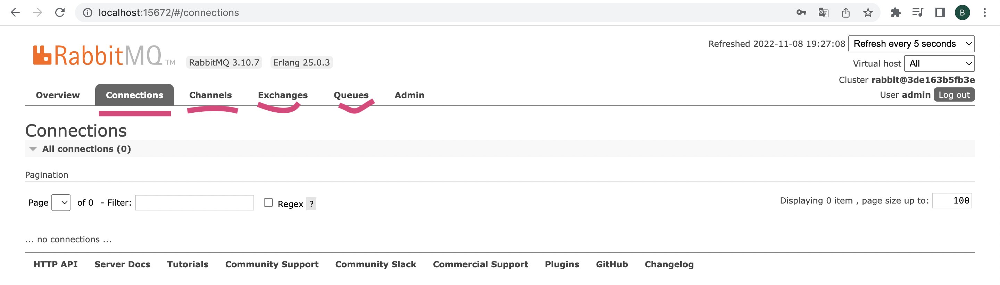 localhost:15672/#/connections
B
Refreshed 2022-11-08 19:27:08 Refresh every 5 seconds
RabbitMQ TM RabbitMQ 3.10.7 Erlang 25.0.3
Virtual host All
Cluster rabbit@3de163b5fb3e
User admin Log out
Overview Connections Channels Exchanges Queues Admin
Connections
All connections (0)
Pagination
Page of 0 - Filter: Regex ? Displaying 0 item , page size up to: 100
... no connections ...
HTTP API Server Docs Tutorials Community Support Community Slack Commercial Support Plugins GitHub Changelog